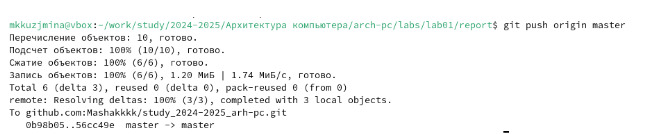 mkkuzjmina@vbox:~/work/study/2024-2025/Архитектура компьютера/arch-pc/labs/lab01/report$ git push origin master
Перечисление объектов: 10, готово.
Подсчет объектов: 100% (10/10), готово.
Сжатие объектов: 100% (6/6), готово.
Запись объектов: 100% (6/6), 1.20 МиБ | 1.74 МиБ/с, готово.
Total 6 (delta 3), reused 0 (delta 0), pack-reused 0 (from 0)
remote: Resolving deltas: 100% (3/3), completed with 3 local objects.
To github.com:Mashakkkk/study_2024-2025_arh-pc.git
   0b98b05..56cc49e  master -> master